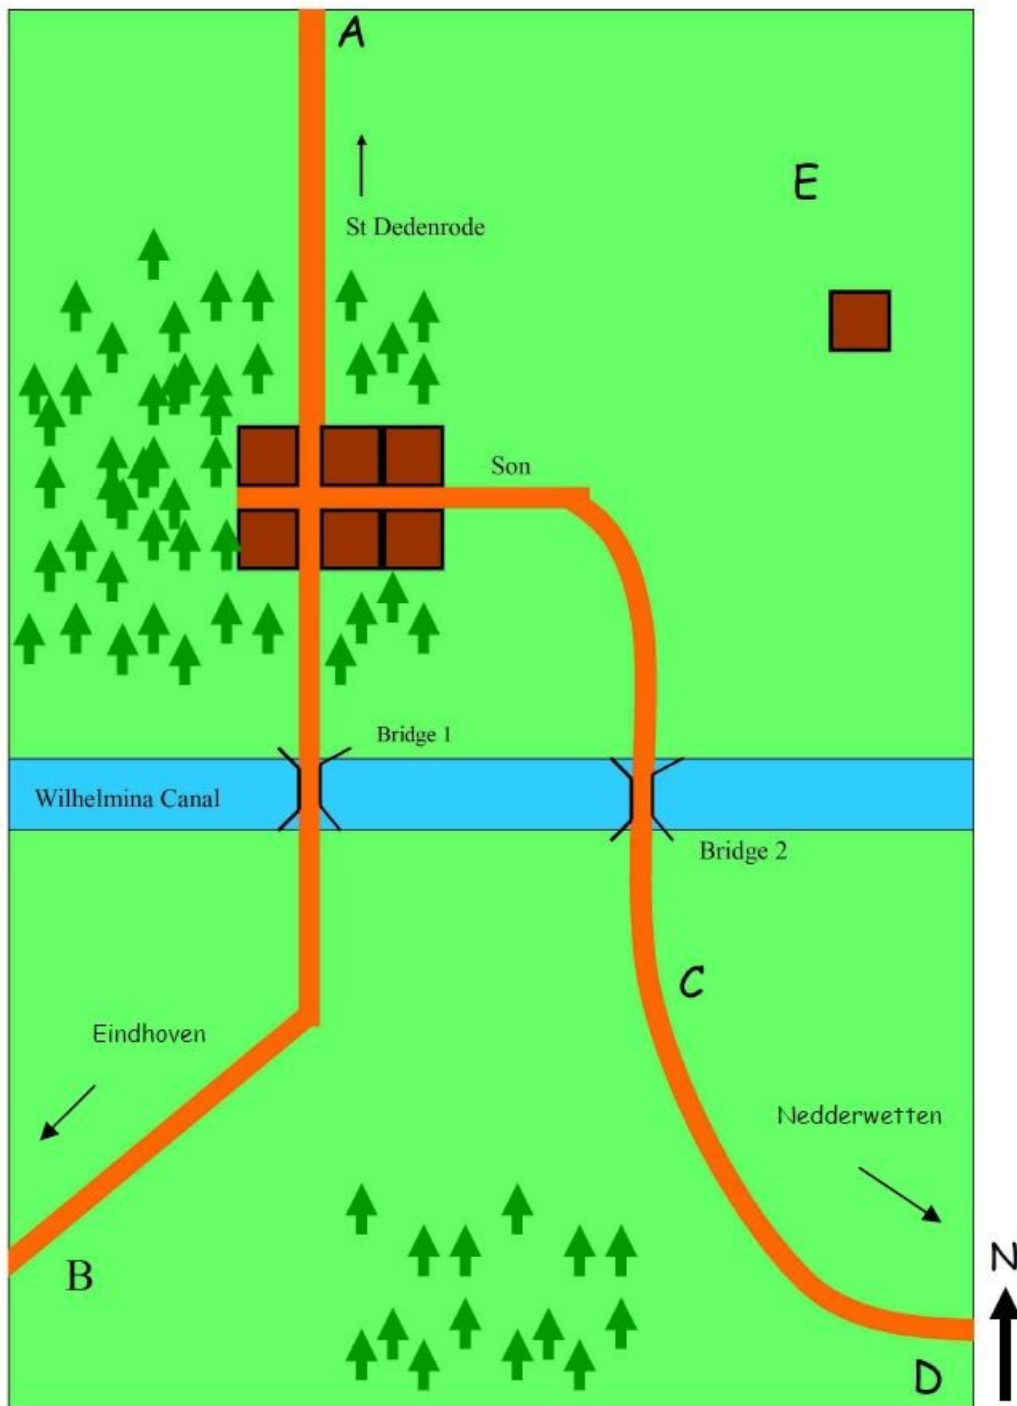 A
E
St Dedenrode
Son
Bridge 1
Wilhelmina Canal
Bridge 2
C
Eindhoven
Nedderwetten
N
B
D